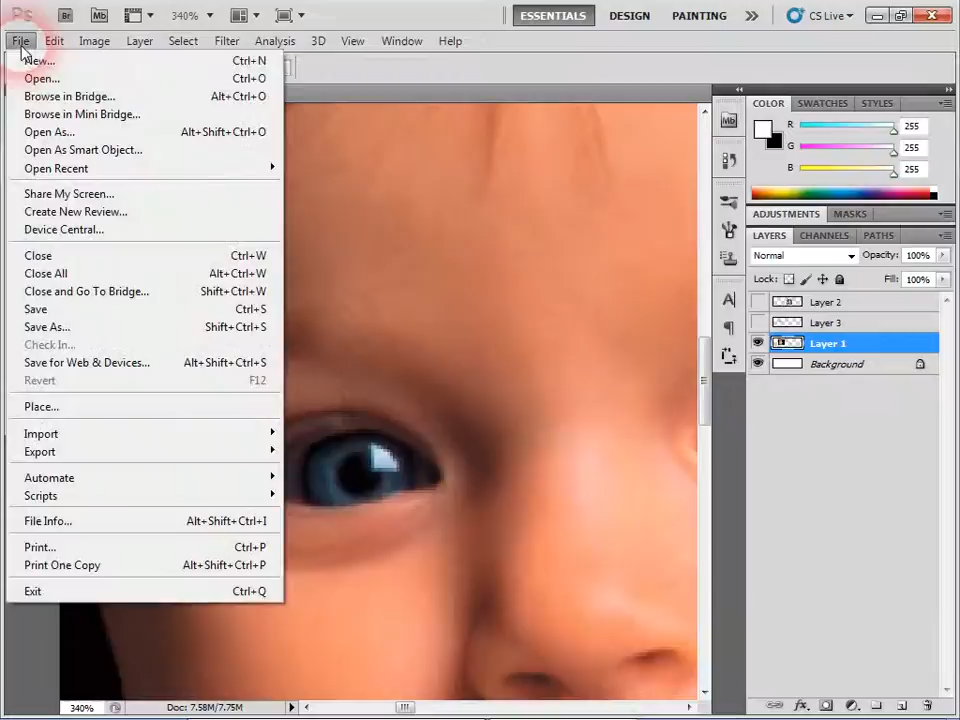 Ps Br Mb 340% ESSENTIALS DESIGN PAINTING CS Live
File Edit Image Layer Select Filter Analysis 3D View Window Help
New... Ctrl+N
Open... Ctrl+O
Browse in Bridge... Alt+Ctrl+O
Browse in Mini Bridge...
Open As... Alt+Shift+Ctrl+O
Open As Smart Object...
Open Recent
Share My Screen...
Create New Review...
Device Central...
Close Ctrl+W
Close All Alt+Ctrl+W
Close and Go To Bridge... Shift+Ctrl+W
Save Ctrl+S
Save As... Shift+Ctrl+S
Check In...
Save for Web & Devices... Alt+Shift+Ctrl+S
Revert F12
Place...
Import
Export
Automate
Scripts
File Info... Alt+Shift+Ctrl+I
Print... Ctrl+P
Print One Copy Alt+Shift+Ctrl+P
Exit Ctrl+Q
340% Doc: 7.58M/7.75M
Mb
COLOR SWATCHES STYLES
R 255
G 255
B 255
ADJUSTMENTS MASKS
LAYERS CHANNELS PATHS
Normal Opacity: 100%
Lock: Fill: 100%
Layer 2
Layer 3
Layer 1
Background